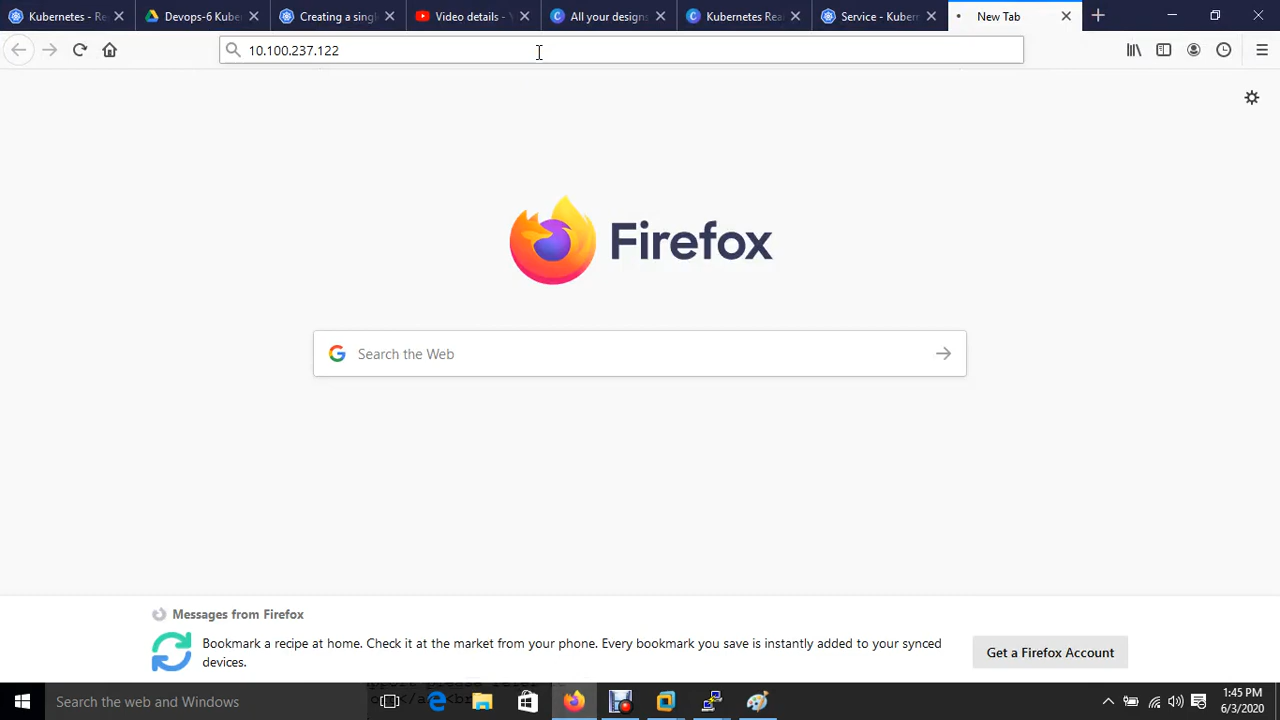 Kubernetes - Re
Devops-6 Kube
Creating a singl
Video details - Y
All your designs
Kubernetes Rea
Service - Kubern
New Tab
10.100.237.122
Firefox
Search the Web
Messages from Firefox
Bookmark a recipe at home. Check it at the market from your phone. Every bookmark you save is instantly added to your synced
devices.
Get a Firefox Account
Search the web and Windows
1:45 PM
6/3/2020